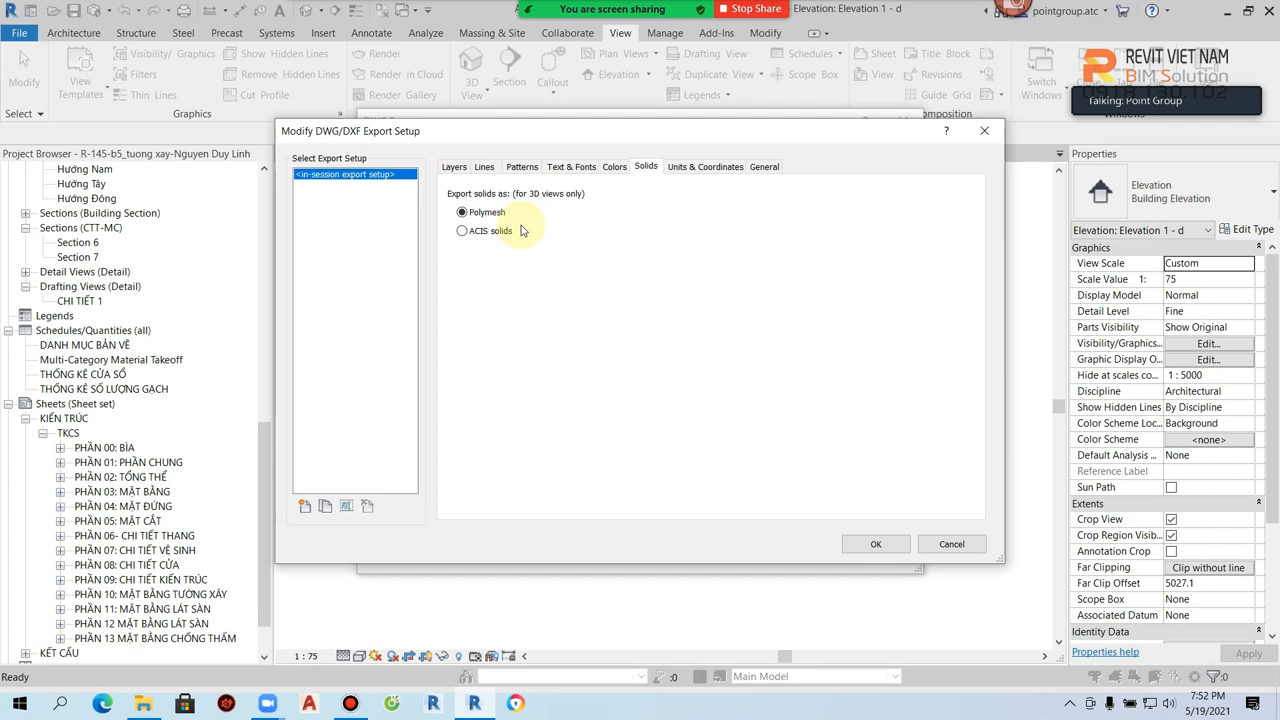 You are screen sharing
Stop Share
Elevation: Elevation 1 - d
pointgroup.atc
File
Architecture
Structure
Steel
Precast
Systems
Insert
Annotate
Analyze
Massing & Site
Collaborate
View
Manage
Add-Ins
Modify
Modify
View
Templates
Visibility/ Graphics
Filters
Thin Lines
Show Hidden Lines
Remove Hidden Lines
Cut Profile
Render
Render in Cloud
Render Gallery
3D
View
Section
Callout
Plan Views
Elevation
Drafting View
Duplicate View
Legends
Schedules
Scope Box
Sheet
View
Title Block
Revisions
Guide Grid
Switch
Windows
REVIT VIET NAM
BIM Solution
Talking: Point Group
Select
Graphics
Project Browser - R-145-b5_tuong xay-Nguyen Duy Linh
Hướng Nam
Hướng Tây
Hướng Đông
Sections (Building Section)
Sections (CTT-MC)
Section 6
Section 7
Detail Views (Detail)
Drafting Views (Detail)
CHI TIẾT 1
Legends
Schedules/Quantities (all)
DANH MỤC BẢN VẼ
Multi-Category Material Takeoff
THỐNG KÊ CỬA SỔ
THỐNG KÊ SỐ LƯỢNG GẠCH
Sheets (Sheet set)
KIẾN TRÚC
TKCS
PHẦN 00: BÌA
PHẦN 01: PHẦN CHUNG
PHẦN 02: TỔNG THỂ
PHẦN 03: MẶT BẰNG
PHẦN 04: MẶT ĐỨNG
PHẦN 05: MẶT CẮT
PHẦN 06- CHI TIẾT THANG
PHẦN 07: CHI TIẾT VỆ SINH
PHẦN 08: CHI TIẾT CỬA
PHẦN 09: CHI TIẾT KIẾN TRÚC
PHẦN 10: MẶT BẰNG TƯỜNG XÂY
PHẦN 11: MẶT BẰNG LÁT SÀN
PHẦN 12 MẶT BẰNG LÁT SÀN
PHẦN 13 MẶT BẰNG CHỐNG THẤM
KẾT CẤU
Modify DWG/DXF Export Setup
Select Export Setup
<in-session export setup>
Layers
Lines
Patterns
Text & Fonts
Colors
Solids
Units & Coordinates
General
Export solids as: (for 3D views only)
Polymesh
ACIS solids
OK
Cancel
Properties
Elevation
Building Elevation
Elevation: Elevation 1 - d
Edit Type
Graphics
View Scale Custom
Scale Value 1: 75
Display Model Normal
Detail Level Fine
Parts Visibility Show Original
Visibility/Graphics... Edit...
Graphic Display O... Edit...
Hide at scales co... 1 : 5000
Discipline Architectural
Show Hidden Lines By Discipline
Color Scheme Loc... Background
Color Scheme <none>
Default Analysis ... None
Reference Label
Sun Path
Extents
Crop View
Crop Region Visib...
Annotation Crop
Far Clipping Clip without line
Far Clip Offset 5027.1
Scope Box None
Associated Datum None
Identity Data
Properties help
Apply
1 : 75
Ready
:0
Main Model
:0
7:52 PM
5/19/2021